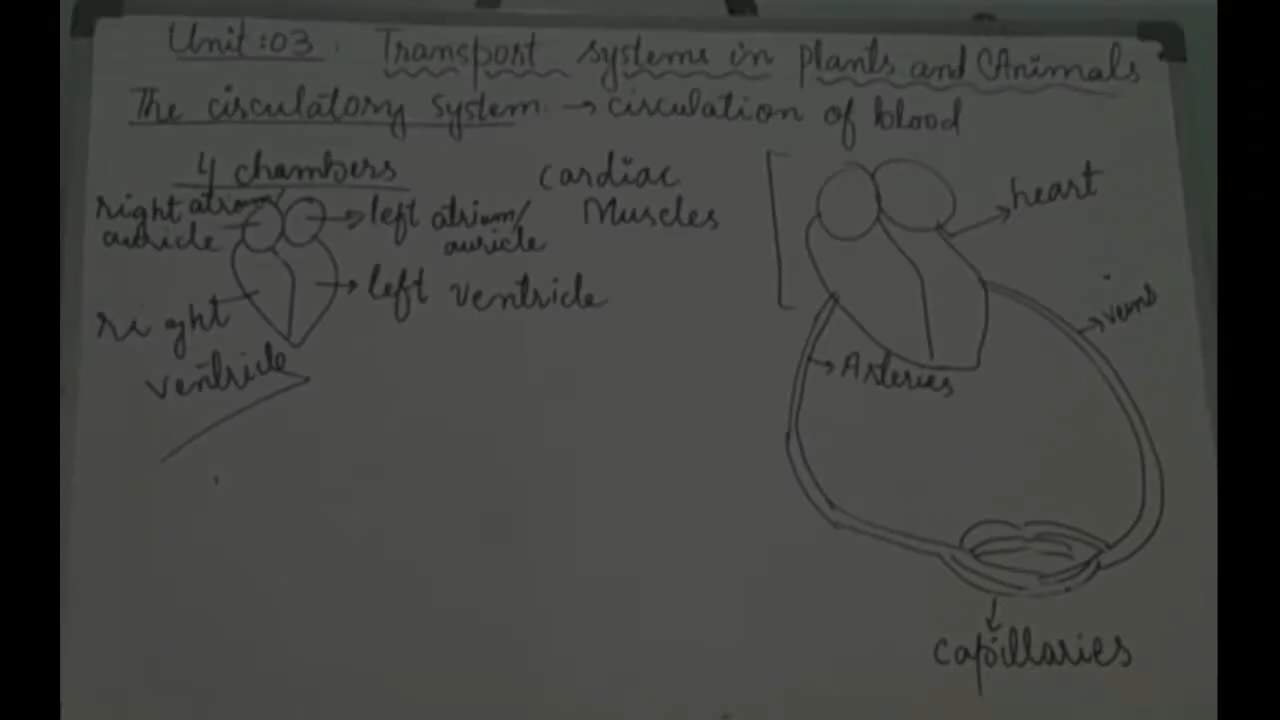 Unit:03. Transport systems in plants and Animals
The circulatory system → circulation of blood
4 chambers
right atrium/
auricle
left atrium/
auricle
right
ventricle
left ventricle
cardiac
Muscles
heart
veins
Arteries
capillaries